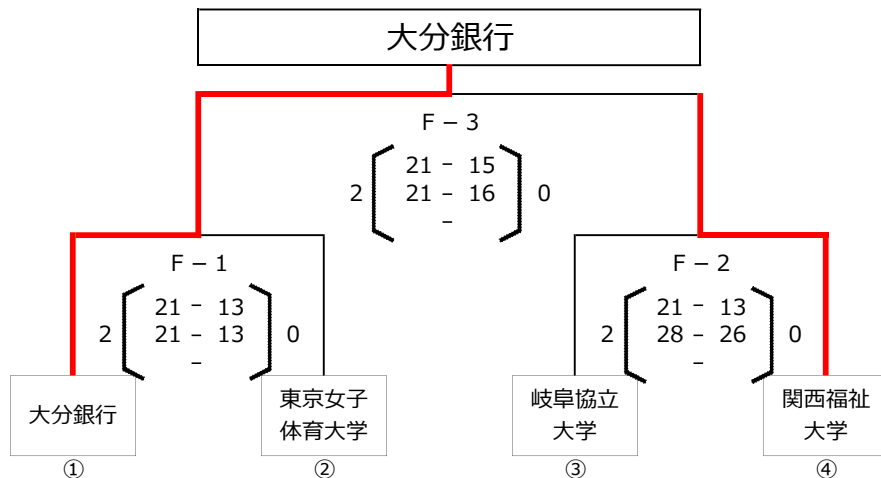 大分銀行
F － 3
21 － 15
2 21 － 16 0
－
F － 1 F － 2
21 － 13 21 － 13
2 21 － 13 0 2 28 － 26 0
－ －
大分銀行 東京女子 岐阜協立 関西福祉
体育大学 大学 大学
① ② ③ ④